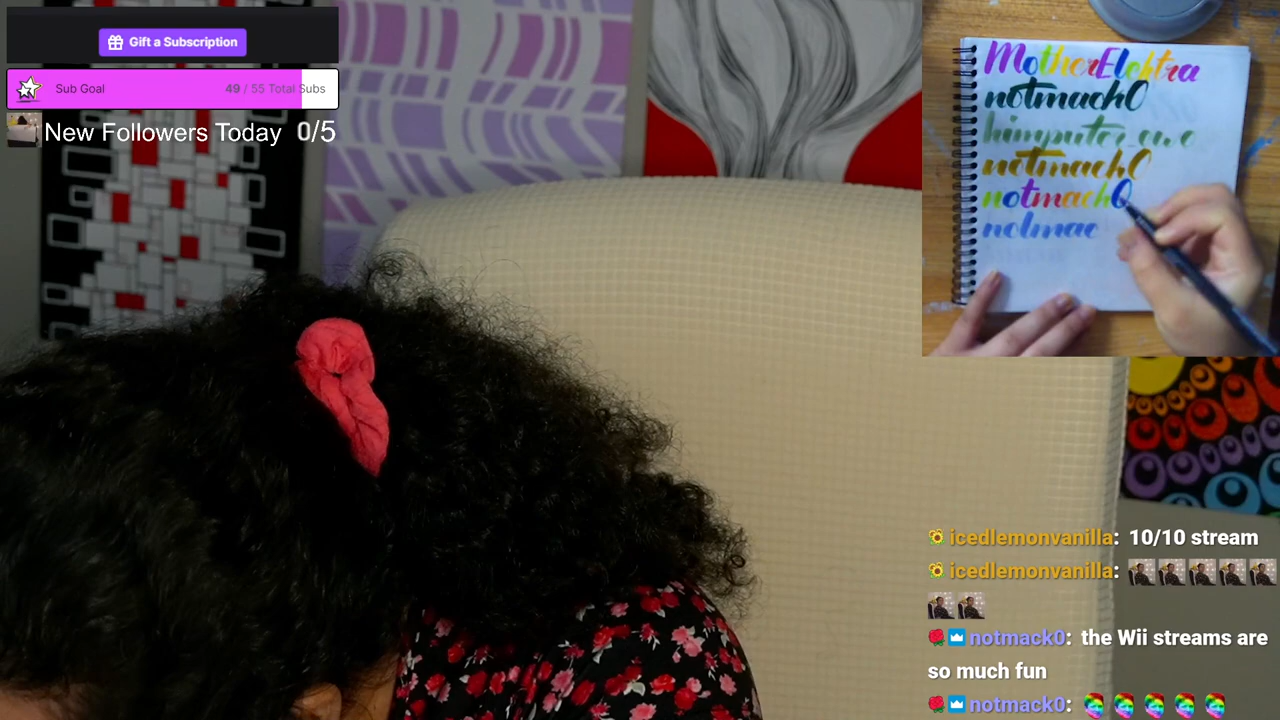 Gift a Subscription
Sub Goal 49 / 55 Total Subs
New Followers Today 0/5
MotherElektra
notmack0
notmack0
notmack0
notmac
icedlemonvanilla: 10/10 stream
icedlemonvanilla:
notmack0: the Wii streams are
so much fun
notmack0: